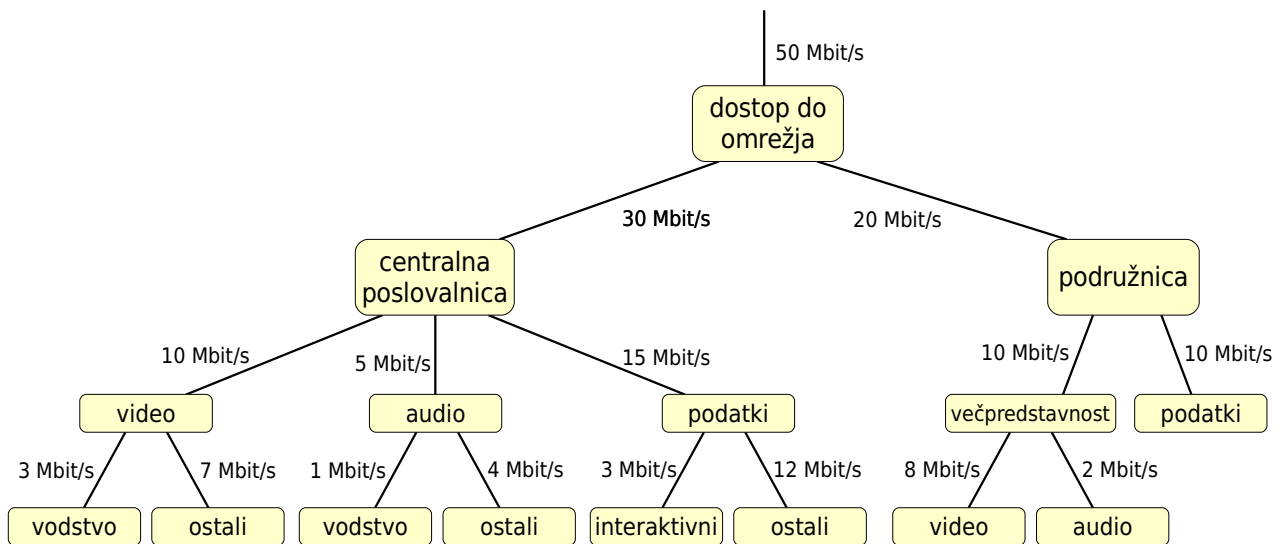 50 Mbit/s
dostop do
omrežja
30 Mbit/s
20 Mbit/s
centralna
poslovalnica
podružnica
10 Mbit/s
5 Mbit/s
15 Mbit/s
10 Mbit/s
10 Mbit/s
video
audio
podatki
večpredstavnost
podatki
3 Mbit/s
7 Mbit/s
1 Mbit/s
4 Mbit/s
3 Mbit/s
12 Mbit/s
8 Mbit/s
2 Mbit/s
vodstvo
ostali
vodstvo
ostali
interaktivni
ostali
video
audio